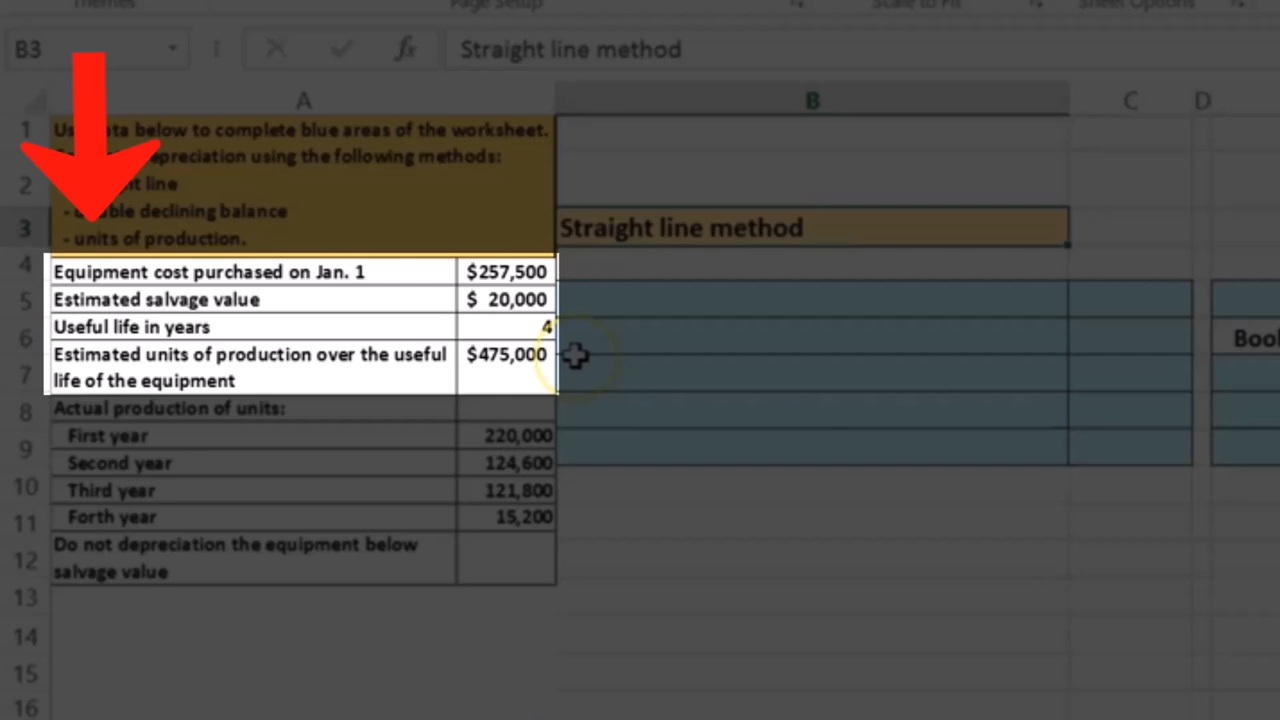 Themes Page Setup Scale to Fit Sheet Options
B3 fx Straight line method
A B C D
1
2
3
4
5
6
7
8
9
10
11
12
13
14
15
16
below to complete blue areas of the worksheet.
depreciation using the following methods:
line
declining balance
- units of production.
Equipment cost purchased on Jan. 1 $257,500
Estimated salvage value $ 20,000
Useful life in years 4
Estimated units of production over the useful $475,000
life of the equipment
Actual production of units:
First year 220,000
Second year 124,600
Third year 121,800
Forth year 15,200
Do not depreciation the equipment below
salvage value
Straight line method